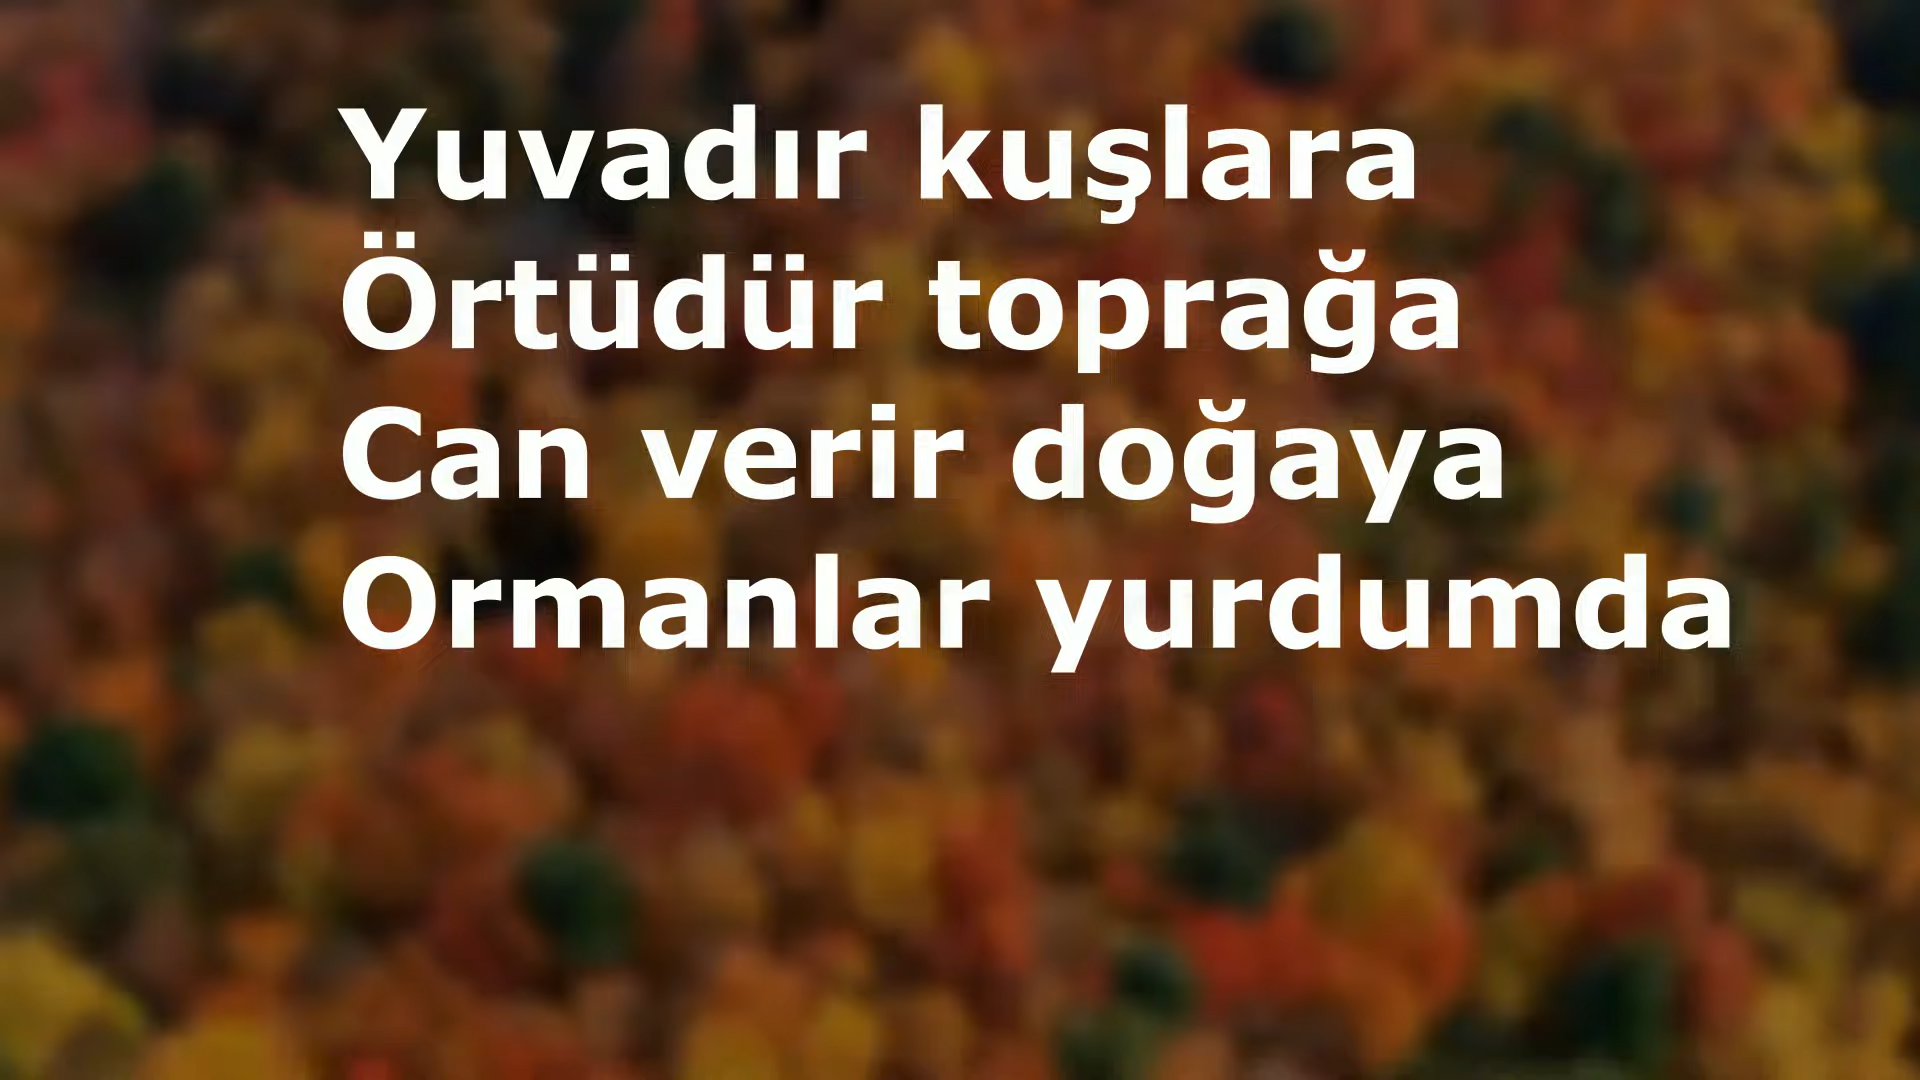 Yuvadır kuşlara
Örtüdür toprağa
Can verir doğaya
Ormanlar yurdumda